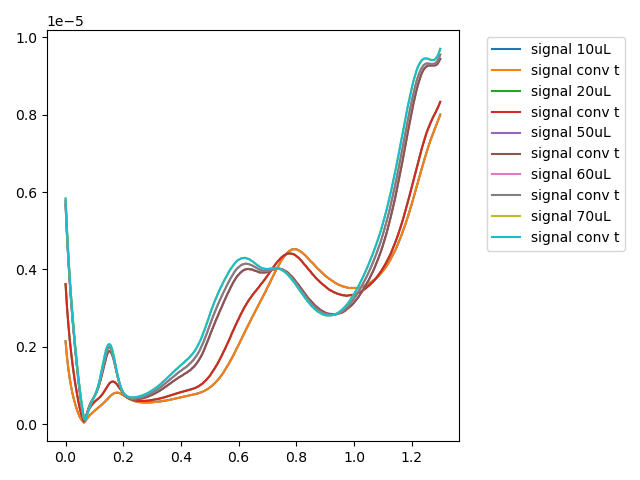 1e−5
1.0
0.8
0.6
0.4
0.2
0.0
0.0 0.2 0.4 0.6 0.8 1.0 1.2
signal 10uL
signal conv t
signal 20uL
signal conv t
signal 50uL
signal conv t
signal 60uL
signal conv t
signal 70uL
signal conv t